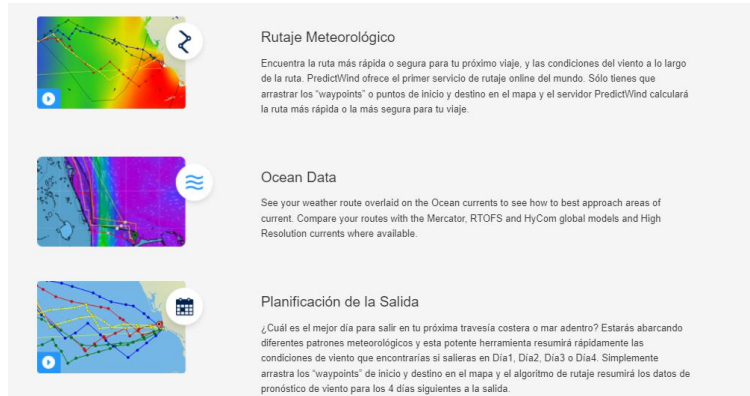 Rutaje Meteorológico
Encuentra la ruta más rápida o segura para tu próximo viaje, y las condiciones del viento a lo largo
de la ruta. PredictWind ofrece el primer servicio de rutaje online del mundo. Sólo tienes que
arrastrar los “waypoints” o puntos de inicio y destino en el mapa y el servidor PredictWind calculará
la ruta más rápida o la más segura para tu viaje.
Ocean Data
See your weather route overlaid on the Ocean currents to see how to best approach areas of
current. Compare your routes with the Mercator, RTOFS and HyCom global models and High
Resolution currents where available.
Planificación de la Salida
¿Cuál es el mejor día para salir en tu próxima travesía costera o mar adentro? Estarás abarcando
diferentes patrones meteorológicos y esta potente herramienta resumirá rápidamente las
condiciones de viento que encontrarías si salieras en Día1, Día2, Día3 o Día4. Simplemente
arrastra los “waypoints” de inicio y destino en el mapa y el algoritmo de rutaje resumirá los datos de
pronóstico de viento para los 4 días siguientes a la salida.